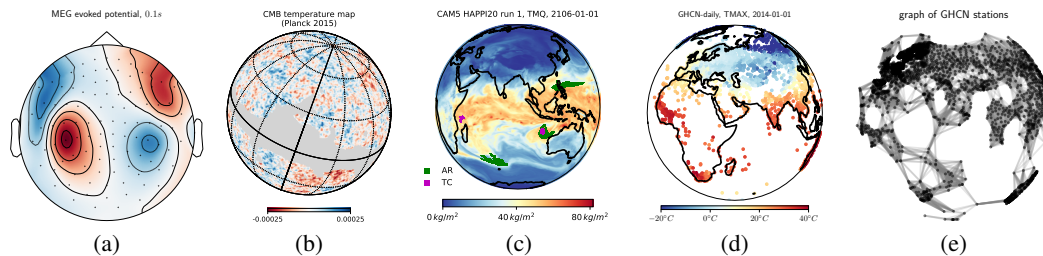 MEG evoked potential, 0.1s
(a)
CMB temperature map
(Planck 2015)
-0.00025 0.00025
(b)
CAM5 HAPPI20 run 1, TMQ, 2106-01-01
AR
TC
0 kg/m² 40 kg/m² 80 kg/m²
(c)
GHCN-daily, TMAX, 2014-01-01
−20°C 0°C 20°C 40°C
(d)
graph of GHCN stations
(e)